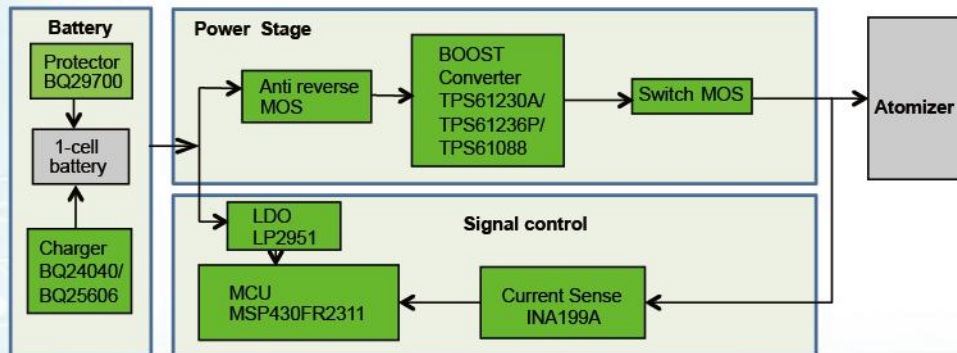 Battery
Protector
BQ29700
1-cell
battery
Charger
BQ24040/
BQ25606
Power Stage
Anti reverse
MOS
BOOST
Converter
TPS61230A/
TPS61236P/
TPS61088
Switch MOS
Atomizer
Signal control
LDO
LP2951
MCU
MSP430FR2311
Current Sense
INA199A